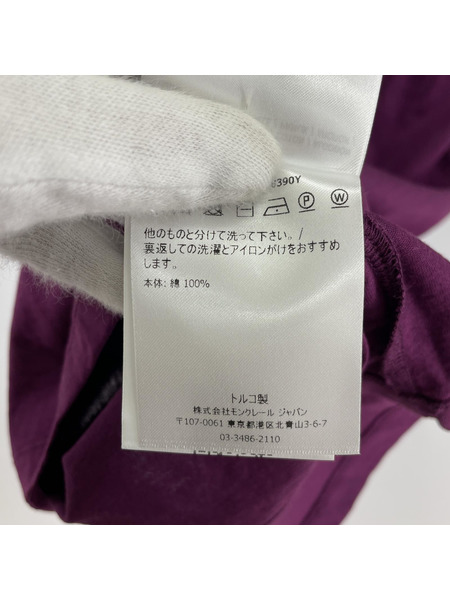 8390Y
P W
他のものと分けて洗って下さい。/
裏返しての洗濯とアイロンがけをおすすめ
します。
本体: 綿 100%
トルコ製
株式会社モンクレール ジャパン
〒107-0061 東京都港区北青山3-6-7
03-3486-2110